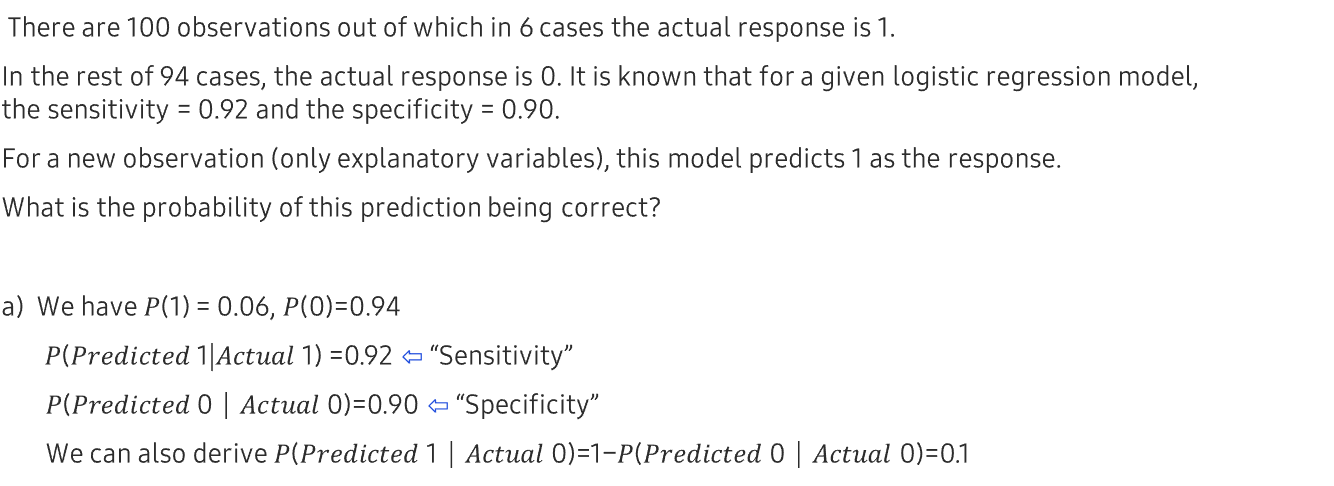 There are 100 observations out of which in 6 cases the actual response is 1.
In the rest of 94 cases, the actual response is 0. It is known that for a given logistic regression model,
the sensitivity = 0.92 and the specificity = 0.90.
For a new observation (only explanatory variables), this model predicts 1 as the response.
What is the probability of this prediction being correct?
a) We have P(1) = 0.06, P(0)=0.94
P(Predicted 1|Actual 1) =0.92 ⇦ “Sensitivity”
P(Predicted 0 | Actual 0)=0.90 ⇦ “Specificity”
We can also derive P(Predicted 1 | Actual 0)=1−P(Predicted 0 | Actual 0)=0.1